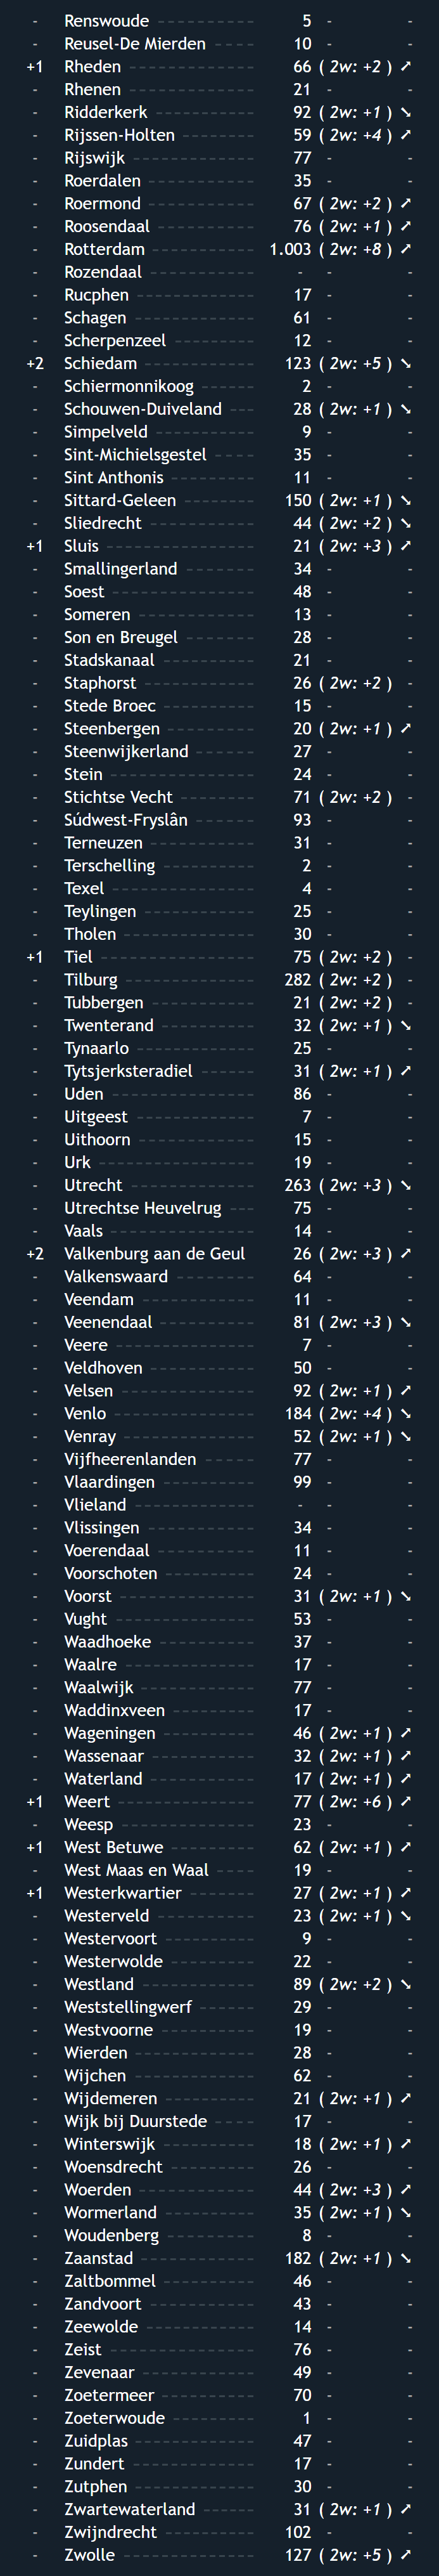 - Renswoude 5 - -
- Reusel-De Mierden 10 - -
+1 Rheden 66 ( 2w: +2 ) ➚
- Rhenen 21 - -
- Ridderkerk 92 ( 2w: +1 ) ➘
- Rijssen-Holten 59 ( 2w: +4 ) ➚
- Rijswijk 77 - -
- Roerdalen 35 - -
- Roermond 67 ( 2w: +2 ) ➚
- Roosendaal 76 ( 2w: +1 ) ➚
- Rotterdam 1.003 ( 2w: +8 ) ➚
- Rozendaal - - -
- Rucphen 17 - -
- Schagen 61 - -
- Scherpenzeel 12 - -
+2 Schiedam 123 ( 2w: +5 ) ➘
- Schiermonnikoog 2 - -
- Schouwen-Duiveland 28 ( 2w: +1 ) ➘
- Simpelveld 9 - -
- Sint-Michielsgestel 35 - -
- Sint Anthonis 11 - -
- Sittard-Geleen 150 ( 2w: +1 ) ➘
- Sliedrecht 44 ( 2w: +2 ) ➘
+1 Sluis 21 ( 2w: +3 ) ➚
- Smallingerland 34 - -
- Soest 48 - -
- Someren 13 - -
- Son en Breugel 28 - -
- Stadskanaal 21 - -
- Staphorst 26 ( 2w: +2 ) -
- Stede Broec 15 - -
- Steenbergen 20 ( 2w: +1 ) ➚
- Steenwijkerland 27 - -
- Stein 24 - -
- Stichtse Vecht 71 ( 2w: +2 ) -
- Súdwest-Fryslân 93 - -
- Terneuzen 31 - -
- Terschelling 2 - -
- Texel 4 - -
- Teylingen 25 - -
- Tholen 30 - -
+1 Tiel 75 ( 2w: +2 ) -
- Tilburg 282 ( 2w: +2 ) -
- Tubbergen 21 ( 2w: +2 ) -
- Twenterand 32 ( 2w: +1 ) ➘
- Tynaarlo 25 - -
- Tytsjerksteradiel 31 ( 2w: +1 ) ➚
- Uden 86 - -
- Uitgeest 7 - -
- Uithoorn 15 - -
- Urk 19 - -
- Utrecht 263 ( 2w: +3 ) ➘
- Utrechtse Heuvelrug 75 - -
- Vaals 14 - -
+2 Valkenburg aan de Geul 26 ( 2w: +3 ) ➚
- Valkenswaard 64 - -
- Veendam 11 - -
- Veenendaal 81 ( 2w: +3 ) ➘
- Veere 7 - -
- Veldhoven 50 - -
- Velsen 92 ( 2w: +1 ) ➚
- Venlo 184 ( 2w: +4 ) ➘
- Venray 52 ( 2w: +1 ) ➘
- Vijfheerenlanden 77 - -
- Vlaardingen 99 - -
- Vlieland - - -
- Vlissingen 34 - -
- Voerendaal 11 - -
- Voorschoten 24 - -
- Voorst 31 ( 2w: +1 ) ➘
- Vught 53 - -
- Waadhoeke 37 - -
- Waalre 17 - -
- Waalwijk 77 - -
- Waddinxveen 17 - -
- Wageningen 46 ( 2w: +1 ) ➚
- Wassenaar 32 ( 2w: +1 ) ➚
- Waterland 17 ( 2w: +1 ) ➚
+1 Weert 77 ( 2w: +6 ) ➚
- Weesp 23 - -
+1 West Betuwe 62 ( 2w: +1 ) ➚
- West Maas en Waal 19 - -
+1 Westerkwartier 27 ( 2w: +1 ) ➚
- Westerveld 23 ( 2w: +1 ) ➘
- Westervoort 9 - -
- Westerwolde 22 - -
- Westland 89 ( 2w: +2 ) ➘
- Weststellingwerf 29 - -
- Westvoorne 19 - -
- Wierden 28 - -
- Wijchen 62 - -
- Wijdemeren 21 ( 2w: +1 ) ➚
- Wijk bij Duurstede 17 - -
- Winterswijk 18 ( 2w: +1 ) ➚
- Woensdrecht 26 - -
- Woerden 44 ( 2w: +3 ) ➚
- Wormerland 35 ( 2w: +1 ) ➘
- Woudenberg 8 - -
- Zaanstad 182 ( 2w: +1 ) ➘
- Zaltbommel 46 - -
- Zandvoort 43 - -
- Zeewolde 14 - -
- Zeist 76 - -
- Zevenaar 49 - -
- Zoetermeer 70 - -
- Zoeterwoude 1 - -
- Zuidplas 47 - -
- Zundert 17 - -
- Zutphen 30 - -
- Zwartewaterland 31 ( 2w: +1 ) ➚
- Zwijndrecht 102 - -
- Zwolle 127 ( 2w: +5 ) ➚